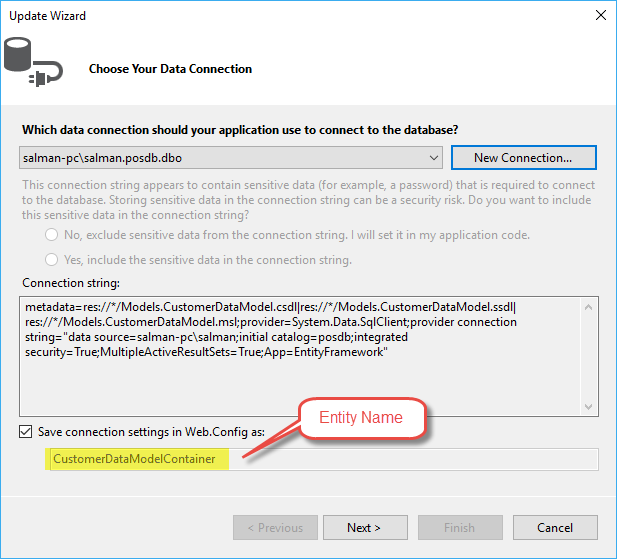 Update Wizard
Choose Your Data Connection
Which data connection should your application use to connect to the database?
salman-pc\salman.posdb.dbo
New Connection...
This connection string appears to contain sensitive data (for example, a password) that is required to connect
to the database. Storing sensitive data in the connection string can be a security risk. Do you want to include
this sensitive data in the connection string?
No, exclude sensitive data from the connection string. I will set it in my application code.
Yes, include the sensitive data in the connection string.
Connection string:
metadata=res://*/Models.CustomerDataModel.csdl|res://*/Models.CustomerDataModel.ssdl|
res://*/Models.CustomerDataModel.msl;provider=System.Data.SqlClient;provider connection
string="data source=salman-pc\salman;initial catalog=posdb;integrated
security=True;MultipleActiveResultSets=True;App=EntityFramework"
Entity Name
Save connection settings in Web.Config as:
CustomerDataModelContainer
< Previous
Next >
Finish
Cancel